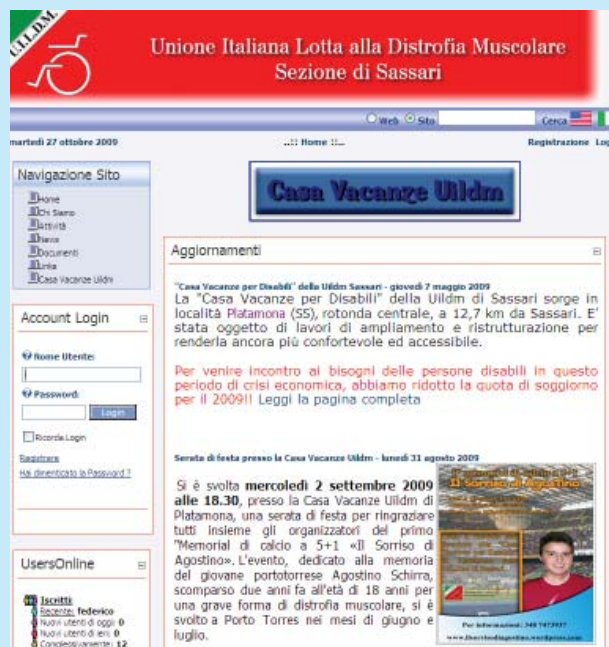 U.I.L.D.M.
Unione Italiana Lotta alla Distrofia Muscolare
Sezione di Sassari
Web Sito Cerca
martedì 27 ottobre 2009
..:: Home ::..
Registrazione Log
Navigazione Sito
Home
Chi Siamo
Attività
News
Documenti
Links
Casa Vacanze Uildm
Account Login
Nome Utente:
Password:
Login
Ricorda Login
Registrare
Hai dimenticato la Password ?
UsersOnline
Iscritti:
Recente: federico
Nuovi utenti di oggi: 0
Nuovi utenti di ieri: 0
Complessivamente: 12
Casa Vacanze Uildm
Aggiornamenti
"Casa Vacanze per Disabili" della Uildm Sassari - giovedì 7 maggio 2009
La "Casa Vacanze per Disabili" della Uildm di Sassari sorge in
località Platamona (SS), rotonda centrale, a 12,7 km da Sassari. E'
stata oggetto di lavori di ampliamento e ristrutturazione per
renderla ancora più confortevole ed accessibile.
Per venire incontro ai bisogni delle persone disabili in questo
periodo di crisi economica, abbiamo ridotto la quota di soggiorno
per il 2009!! Leggi la pagina completa
Serata di festa presso la Casa Vacanze Uildm - lunedì 31 agosto 2009
Si è svolta mercoledì 2 settembre 2009
alle 18.30, presso la Casa Vacanze Uildm di
Platamona, una serata di festa per ringraziare
tutti insieme gli organizzatori del primo
"Memorial di calcio a 5+1 «Il Sorriso di
Agostino». L'evento, dedicato alla memoria
del giovane portotorrese Agostino Schirra,
scomparso due anni fa all'età di 18 anni per
una grave forma di distrofia muscolare, si è
svolto a Porto Torres nei mesi di giugno e
luglio.
Il Sorriso di Agostino
Per informazioni: 348 7473937
www.ilsorrisodiagostino.wordpress.com